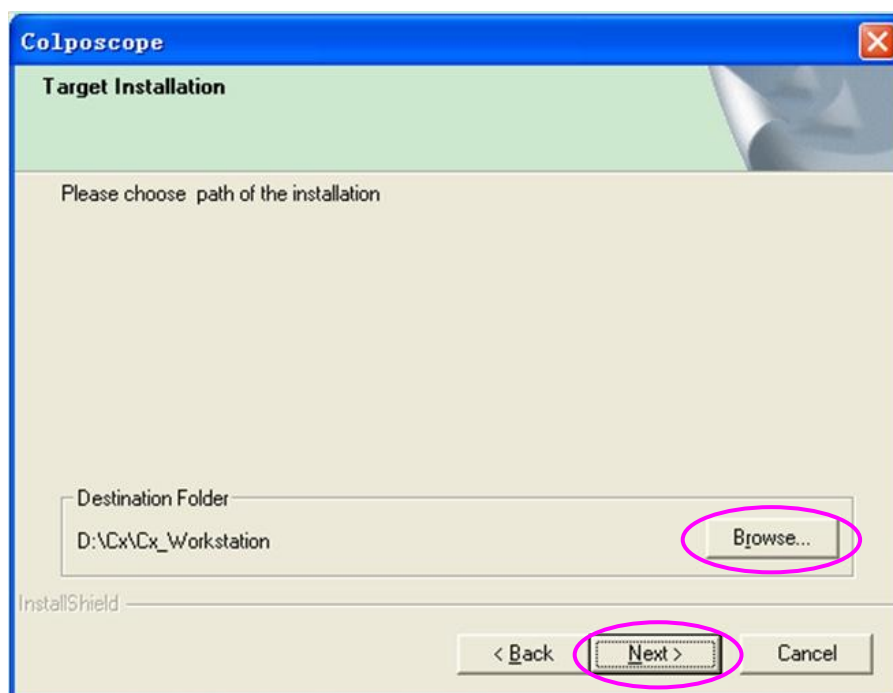 Colposcope
Target Installation
Please choose path of the installation
Destination Folder
D:\Cx\Cx_Workstation
Browse...
InstallShield
< Back
Next >
Cancel